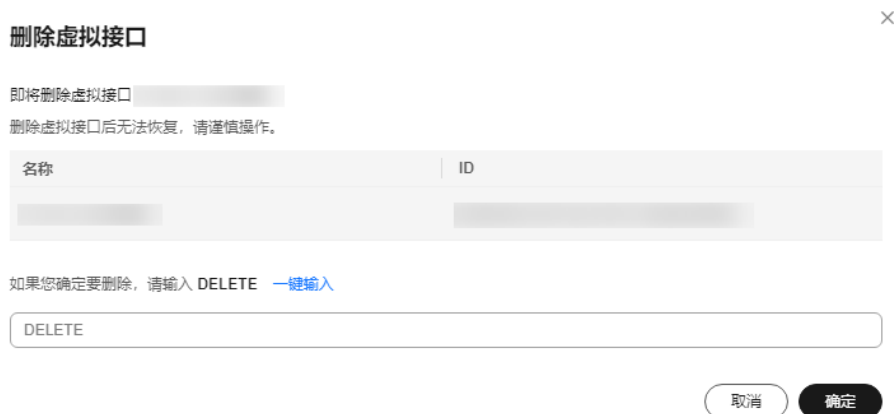 删除虚拟接口
即将删除虚拟接口
删除虚拟接口后无法恢复，请谨慎操作。
名称 ID
如果您确定要删除，请输入 DELETE 一键输入
DELETE
取消 确定